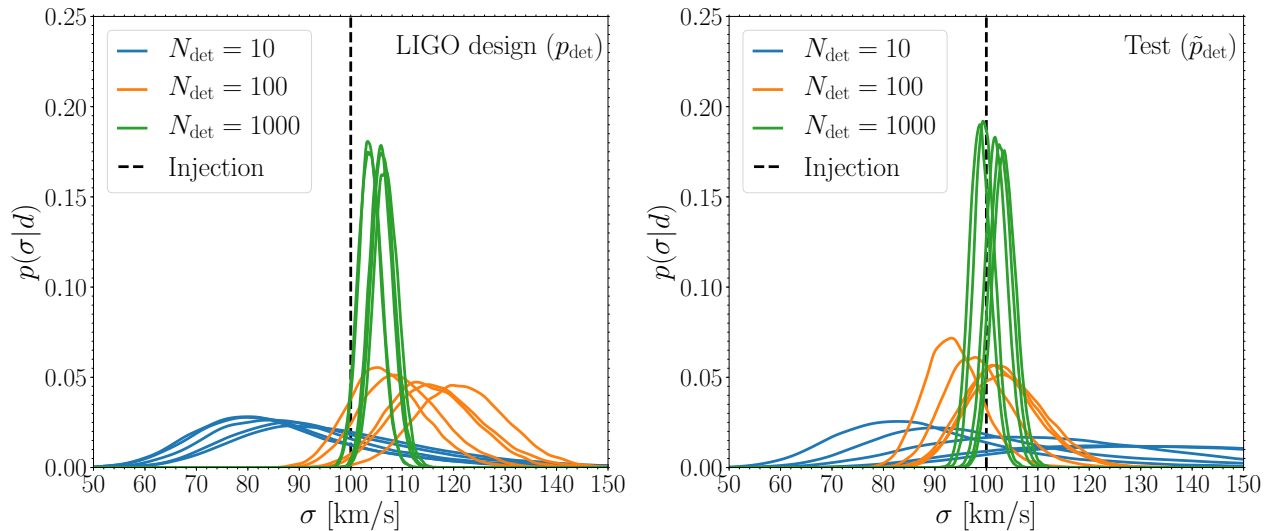 LIGO design (p_det)
N_det = 10
N_det = 100
N_det = 1000
Injection
p(σ|d)
0.25
0.20
0.15
0.10
0.05
0.00
50 60 70 80 90 100 110 120 130 140 150
σ [km/s]
Test (p̃_det)
N_det = 10
N_det = 100
N_det = 1000
Injection
p(σ|d)
0.25
0.20
0.15
0.10
0.05
0.00
50 60 70 80 90 100 110 120 130 140 150
σ [km/s]